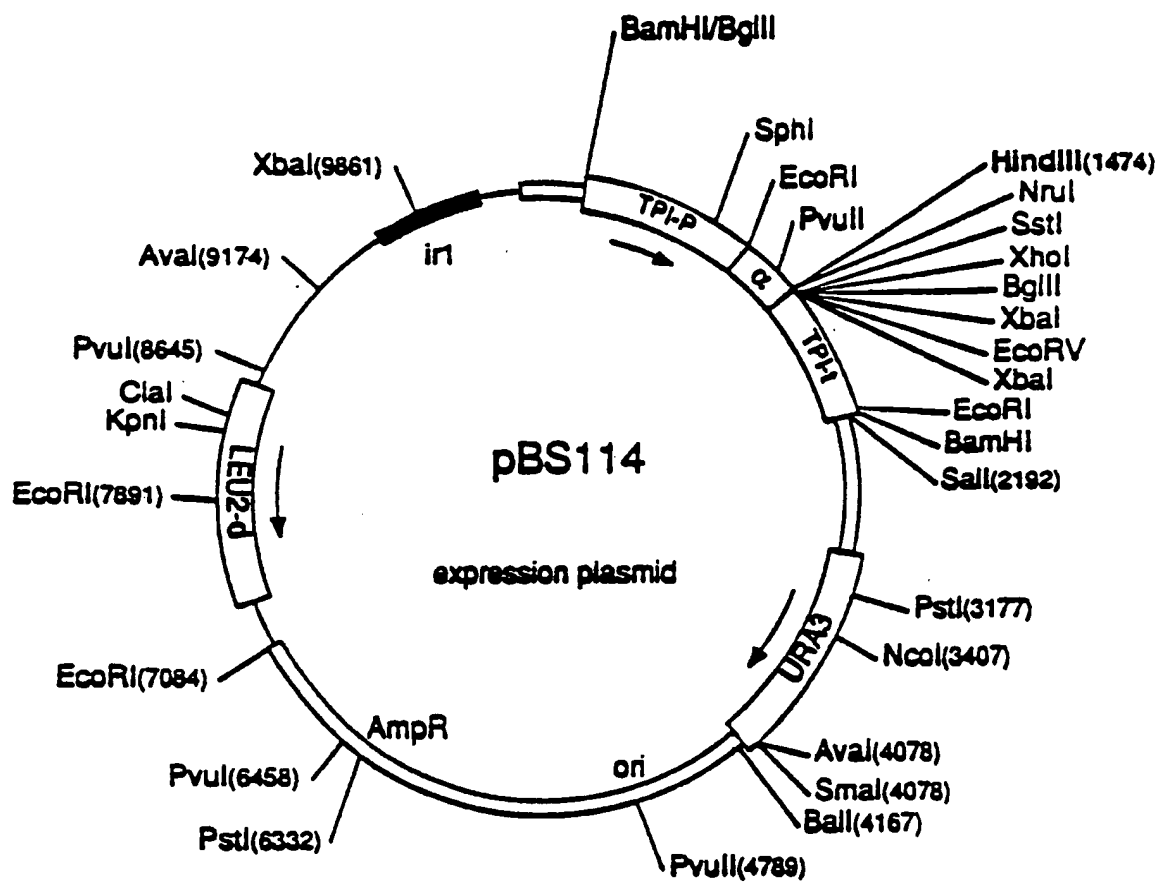 BamHI/BglII
SphI
EcoRI
PvuII
HindIII(1474)
NruI
SstI
XhoI
BglII
XbaI
EcoRV
XbaI
EcoRI
BamHI
SalI(2192)
PstI(3177)
NcoI(3407)
AvaI(4078)
SmaI(4078)
BalI(4167)
PvuII(4789)
PstI(6332)
PvuI(6458)
EcoRI(7084)
EcoRI(7891)
KpnI
ClaI
PvuI(8645)
AvaI(9174)
XbaI(9861)
ir1
TPI-P
α
TPI-t
URA3
ori
AmpR
LEU2-d
pBS114
expression plasmid